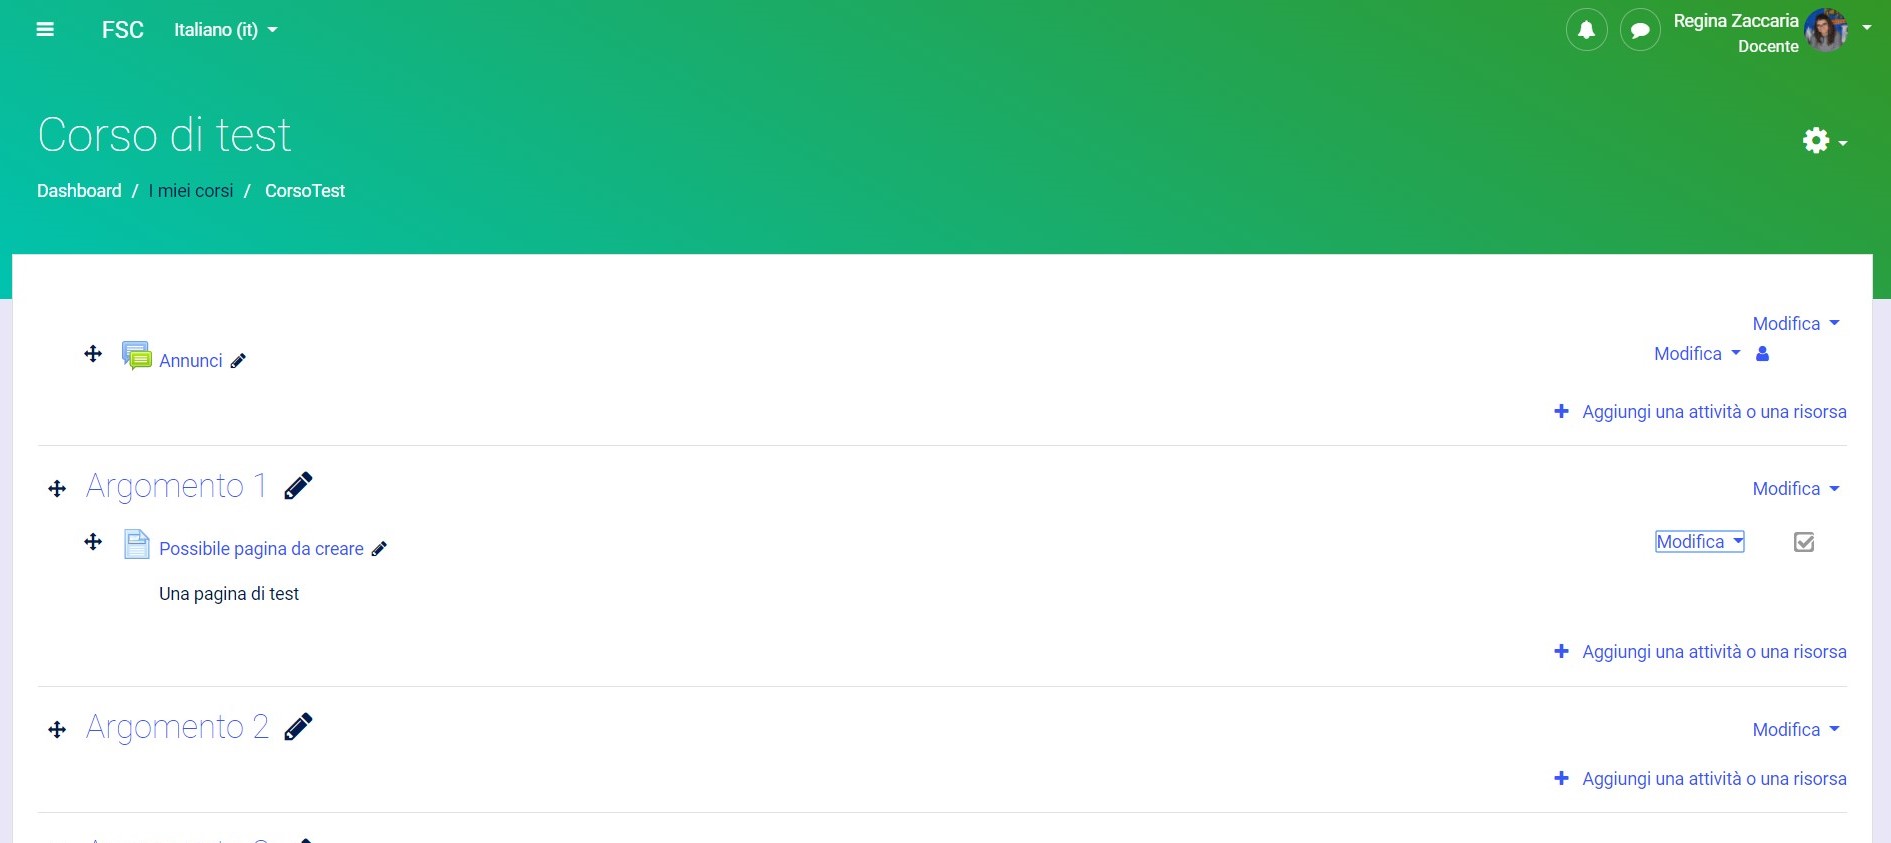 FSC Italiano (it)
Regina Zaccaria
Docente
Corso di test
Dashboard / I miei corsi / CorsoTest
Modifica
Annunci Modifica
Aggiungi una attività o una risorsa
Argomento 1 Modifica
Possibile pagina da creare Modifica
Una pagina di test
Aggiungi una attività o una risorsa
Argomento 2 Modifica
Aggiungi una attività o una risorsa